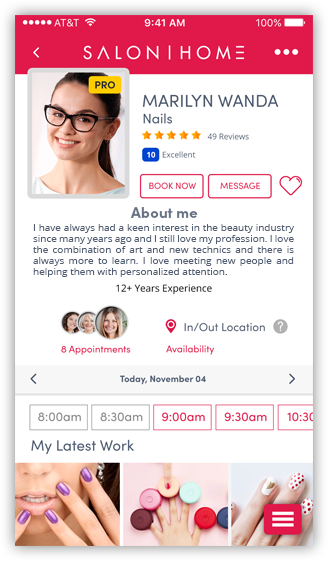 AT&T 9:41 AM 100%
SALON|HOME
PRO
MARILYN WANDA
Nails
49 Reviews
10 Excellent
BOOK NOW MESSAGE
About me
I have always had a keen interest in the beauty industry
since many years ago and I still love my profession. I love
the combination of art and new technics and there is
always more to learn. I love meeting new people and
helping them with personalized attention.
12+ Years Experience
In/Out Location ?
8 Appointments Availability
Today, November 04
8:00am 8:30am 9:00am 9:30am 10:30
My Latest Work